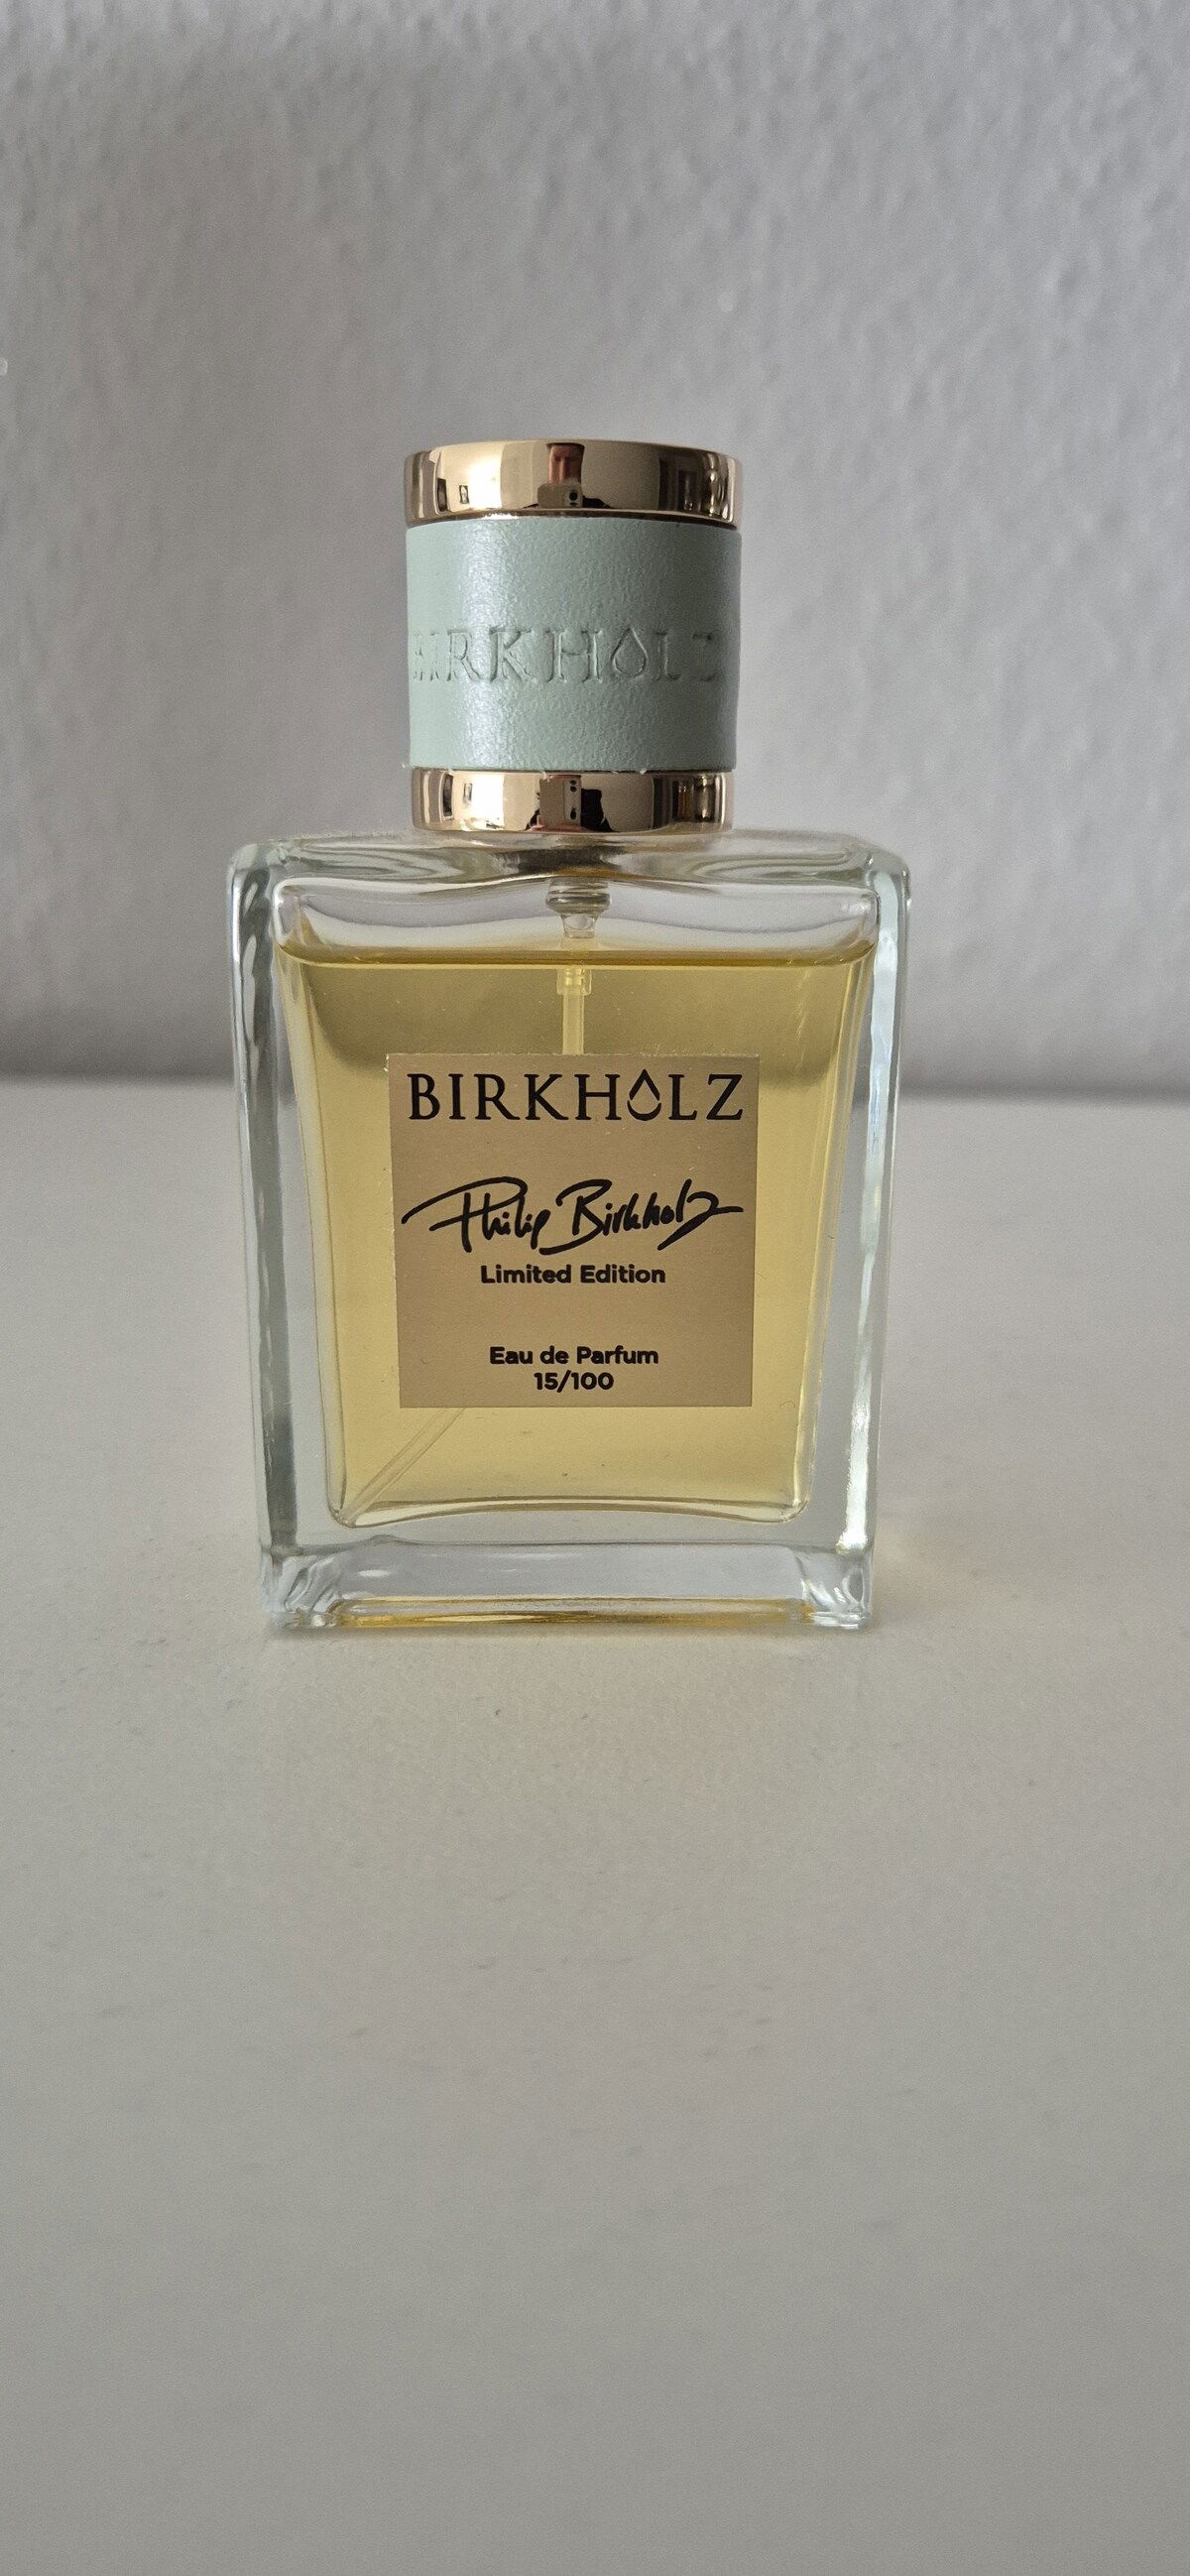 BIRKHOLZ
BIRKHOLZ
Philip Birkholz
Limited Edition
Eau de Parfum
15/100